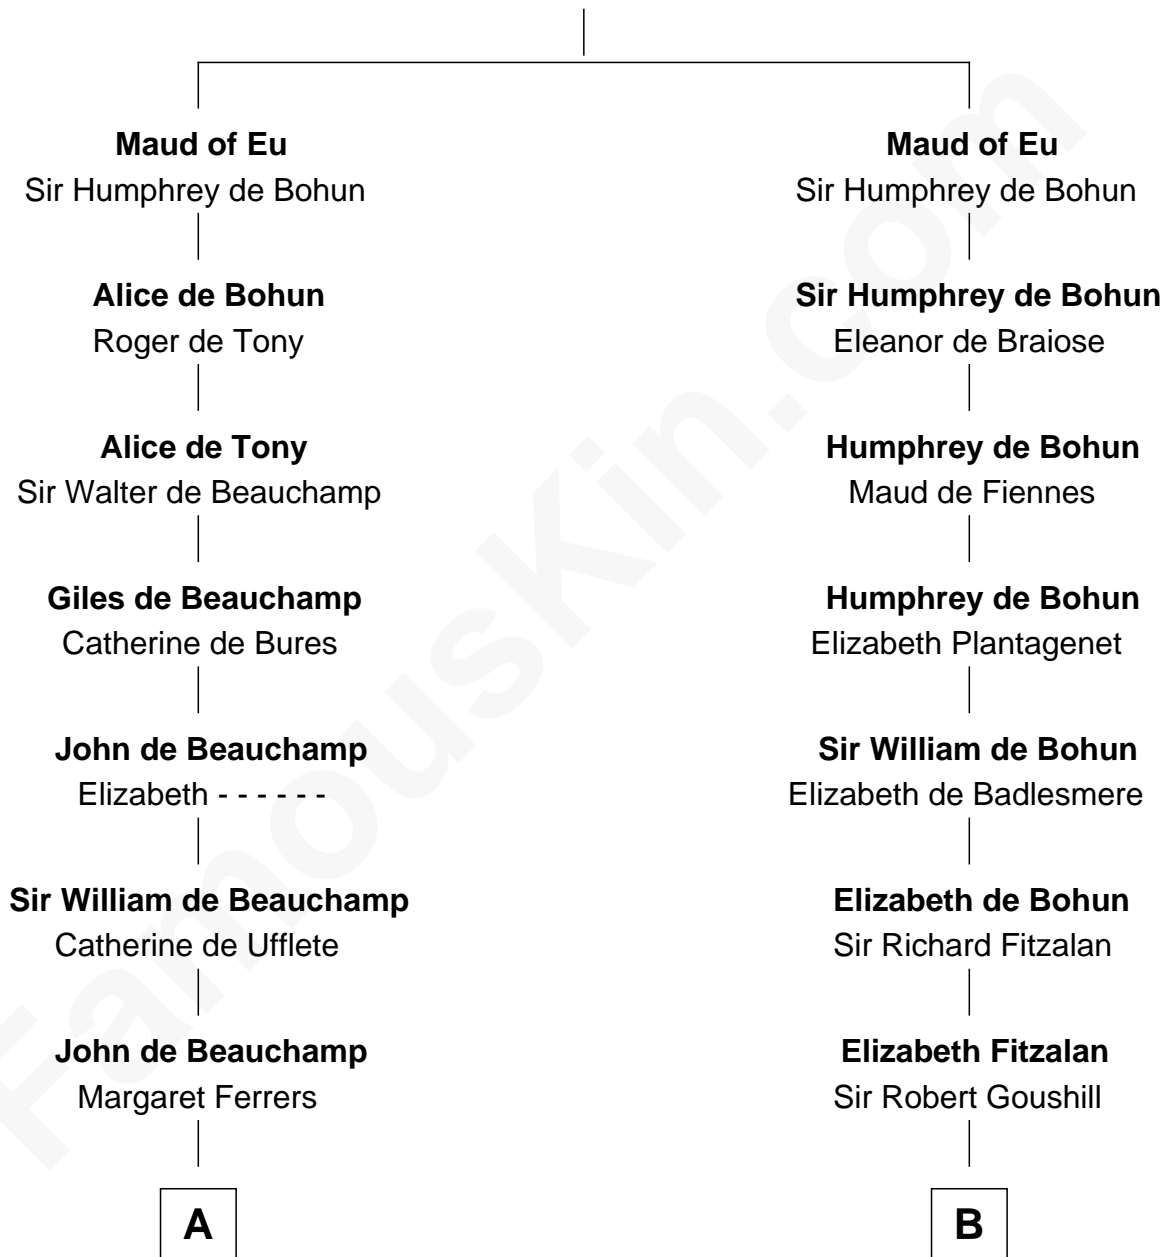 Maud of Eu
Sir Humphrey de Bohun
Alice de Bohun
Roger de Tony
Alice de Tony
Sir Walter de Beauchamp
Giles de Beauchamp
Catherine de Bures
John de Beauchamp
Elizabeth - - - - - -
Sir William de Beauchamp
Catherine de Ufflete
John de Beauchamp
Margaret Ferrers
A
Maud of Eu
Sir Humphrey de Bohun
Sir Humphrey de Bohun
Eleanor de Braiose
Humphrey de Bohun
Maud de Fiennes
Humphrey de Bohun
Elizabeth Plantagenet
Sir William de Bohun
Elizabeth de Badlesmere
Elizabeth de Bohun
Sir Richard Fitzalan
Elizabeth Fitzalan
Sir Robert Goushill
B
FamousKin.com